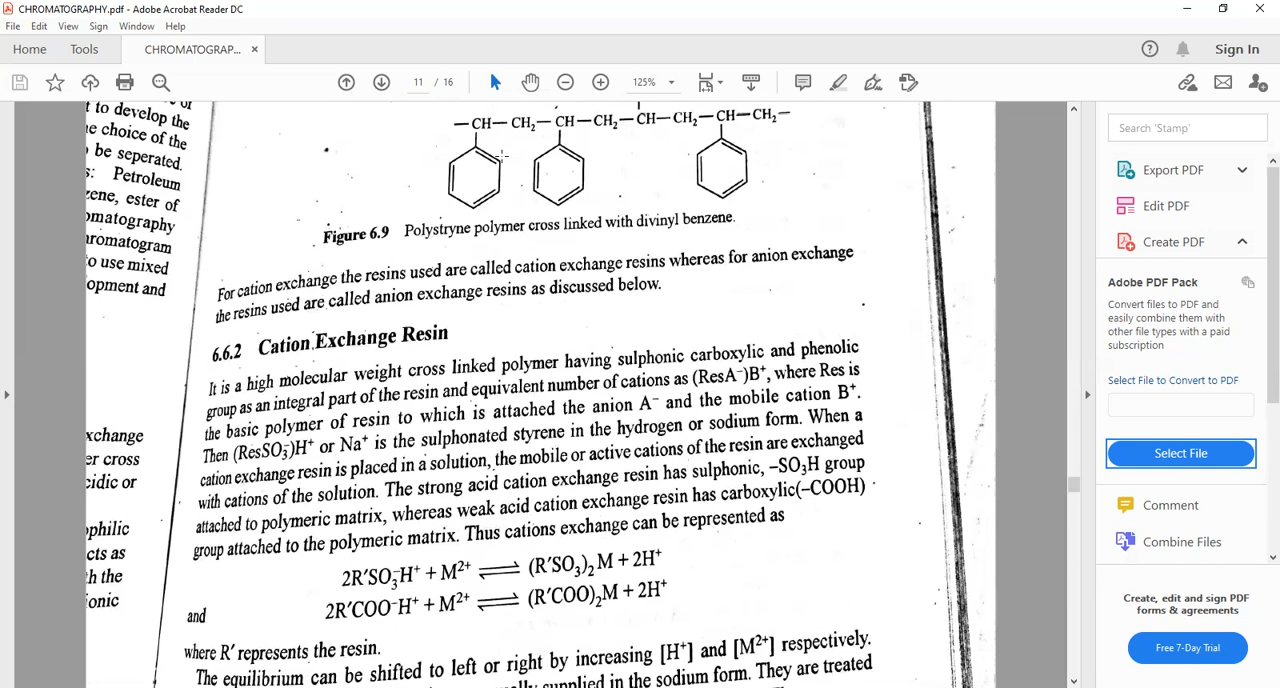 CHROMATOGRAPHY.pdf - Adobe Acrobat Reader DC
File Edit View Sign Window Help
Home Tools CHROMATOGRAP... × Sign In
11 / 16 125%
t to develop the
e choice of the
be seperated.
s: Petroleum
zene, ester of
omatography
hromatogram
o use mixed
opment and
xchange
er cross
cidic or
ophilic
cts as
h the
ionic
—CH—CH₂—CH—CH₂—CH—CH₂—CH—CH₂—
Figure 6.9 Polystryne polymer cross linked with divinyl benzene.
For cation exchange the resins used are called cation exchange resins whereas for anion exchange
the resins used are called anion exchange resins as discussed below.
6.6.2 Cation Exchange Resin
It is a high molecular weight cross linked polymer having sulphonic carboxylic and phenolic
group as an integral part of the resin and equivalent number of cations as (ResA⁻)B⁺, where Res is
the basic polymer of resin to which is attached the anion A⁻ and the mobile cation B⁺.
Then (ResSO₃⁻)H⁺ or Na⁺ is the sulphonated styrene in the hydrogen or sodium form. When a
cation exchange resin is placed in a solution, the mobile or active cations of the resin are exchanged
with cations of the solution. The strong acid cation exchange resin has sulphonic, –SO₃H group
attached to polymeric matrix, whereas weak acid cation exchange resin has carboxylic(–COOH)
group attached to the polymeric matrix. Thus cations exchange can be represented as
2R′SO₃⁻H⁺ + M²⁺ ⇌ (R′SO₃)₂M + 2H⁺
and 2R′COO⁻H⁺ + M²⁺ ⇌ (R′COO)₂M + 2H⁺
where R′ represents the resin.
The equilibrium can be shifted to left or right by increasing [H⁺] and [M²⁺] respectively.
supplied in the sodium form. They are treated
Search 'Stamp'
Export PDF
Edit PDF
Create PDF
Adobe PDF Pack
Convert files to PDF and
easily combine them with
other file types with a paid
subscription
Select File to Convert to PDF
Select File
Comment
Combine Files
Create, edit and sign PDF
forms & agreements
Free 7-Day Trial